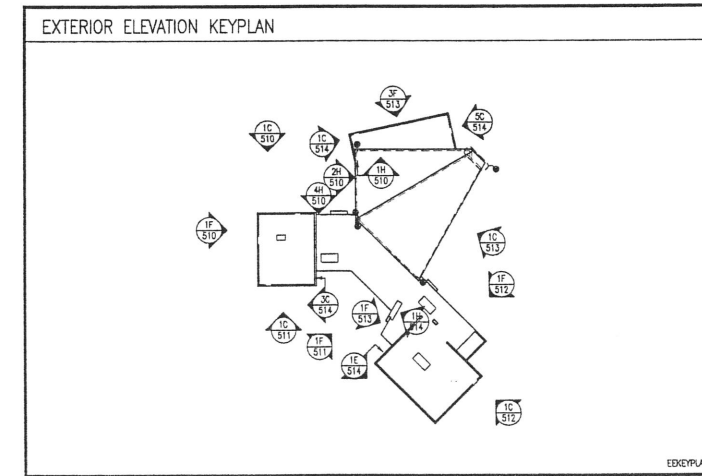 EXTERIOR ELEVATION KEYPLAN
3F
513
5C
514
1C
510
1C
514
2H
510
1H
510
4H
510
1F
510
1C
513
1F
512
3C
514
1F
513
1H
514
1C
511
1F
511
1E
514
1C
512
EEKEYPLA